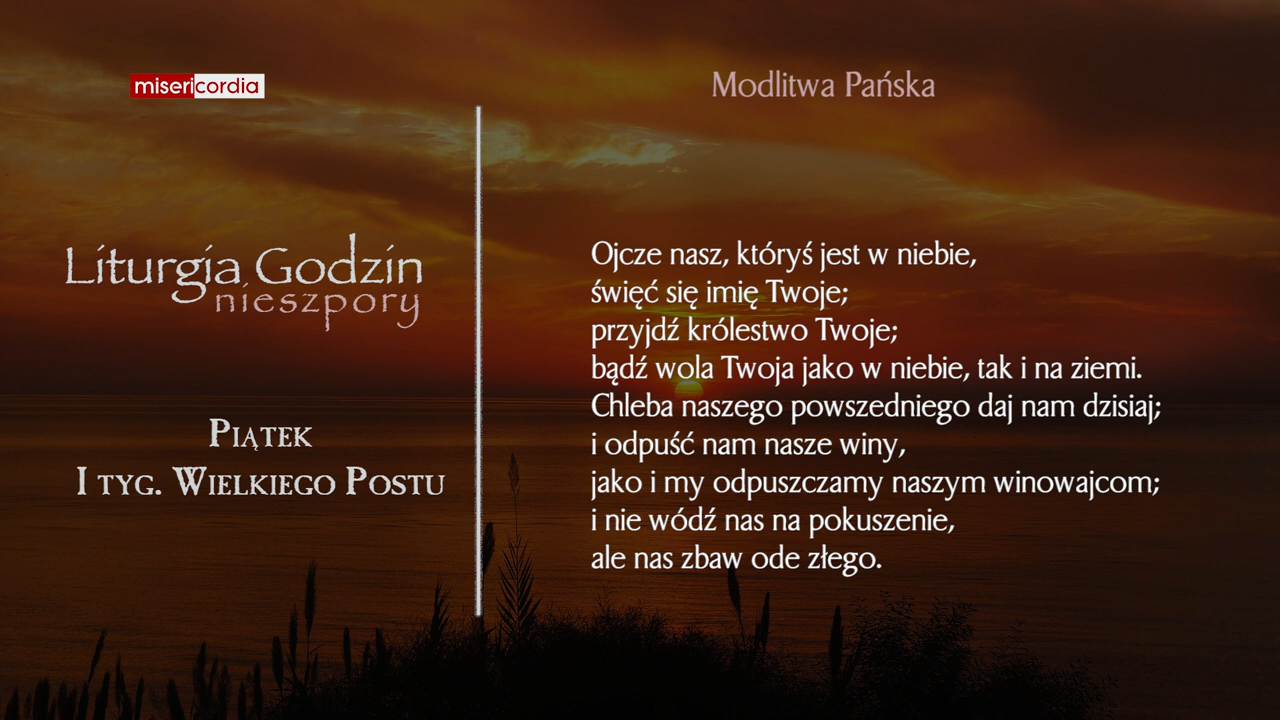 misericordia
Liturgia Godzin
nieszpory
Piątek
I tyg. Wielkiego Postu
Modlitwa Pańska
Ojcze nasz, któryś jest w niebie,
święć się imię Twoje;
przyjdź królestwo Twoje;
bądź wola Twoja jako w niebie, tak i na ziemi.
Chleba naszego powszedniego daj nam dzisiaj;
i odpuść nam nasze winy,
jako i my odpuszczamy naszym winowajcom;
i nie wódź nas na pokuszenie,
ale nas zbaw ode złego.